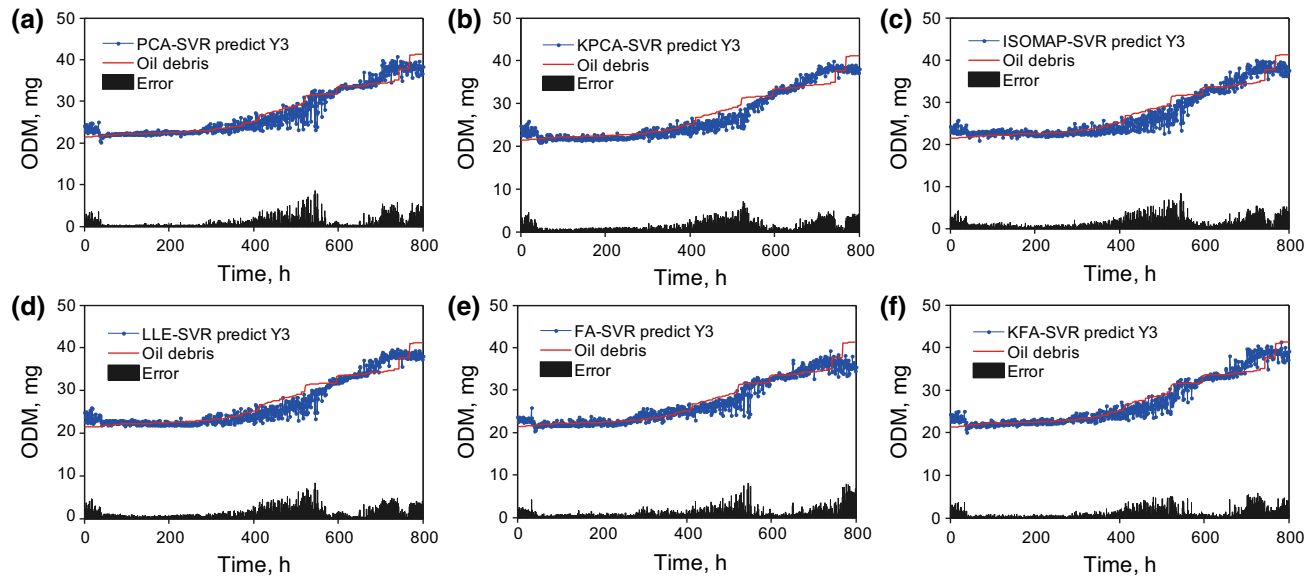 (a)
50
40
30
20
10
0
ODM, mg
PCA-SVR predict Y3
Oil debris
Error
0 200 400 600 800
Time, h
(b)
50
40
30
20
10
0
ODM, mg
KPCA-SVR predict Y3
Oil debris
Error
0 200 400 600 800
Time, h
(c)
50
40
30
20
10
0
ODM, mg
ISOMAP-SVR predict Y3
Oil debris
Error
0 200 400 600 800
Time, h
(d)
50
40
30
20
10
0
ODM, mg
LLE-SVR predict Y3
Oil debris
Error
0 200 400 600 800
Time, h
(e)
50
40
30
20
10
0
ODM, mg
FA-SVR predict Y3
Oil debris
Error
0 200 400 600 800
Time, h
(f)
50
40
30
20
10
0
ODM, mg
KFA-SVR predict Y3
Oil debris
Error
0 200 400 600 800
Time, h